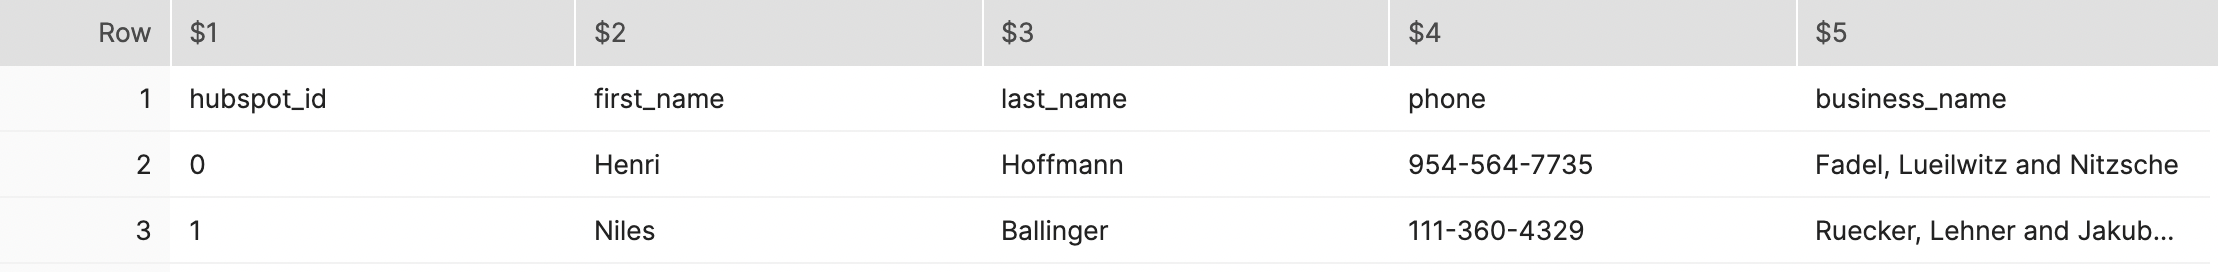 Row $1 $2 $3 $4 $5
1 hubspot_id first_name last_name phone business_name
2 0 Henri Hoffmann 954-564-7735 Fadel, Lueilwitz and Nitzsche
3 1 Niles Ballinger 111-360-4329 Ruecker, Lehner and Jakub...